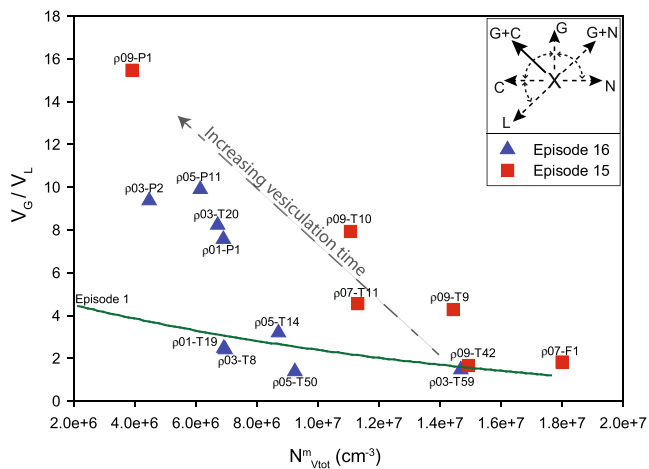 18
16
14
12
10
8
6
4
2
0
V_G / V_L
ρ09-P1
ρ05-P11
ρ03-P2
ρ03-T20
ρ01-P1
ρ09-T10
ρ07-T11
ρ09-T9
Increasing vesiculation time
Episode 1
ρ05-T14
ρ01-T19
ρ03-T8
ρ05-T50
ρ09-T42
ρ07-F1
ρ03-T59
G+C
G
G+N
C
X
N
L
Episode 16
Episode 15
2.0e+6 4.0e+6 6.0e+6 8.0e+6 1.0e+7 1.2e+7 1.4e+7 1.6e+7 1.8e+7 2.0e+7
N^m_Vtot (cm⁻³)